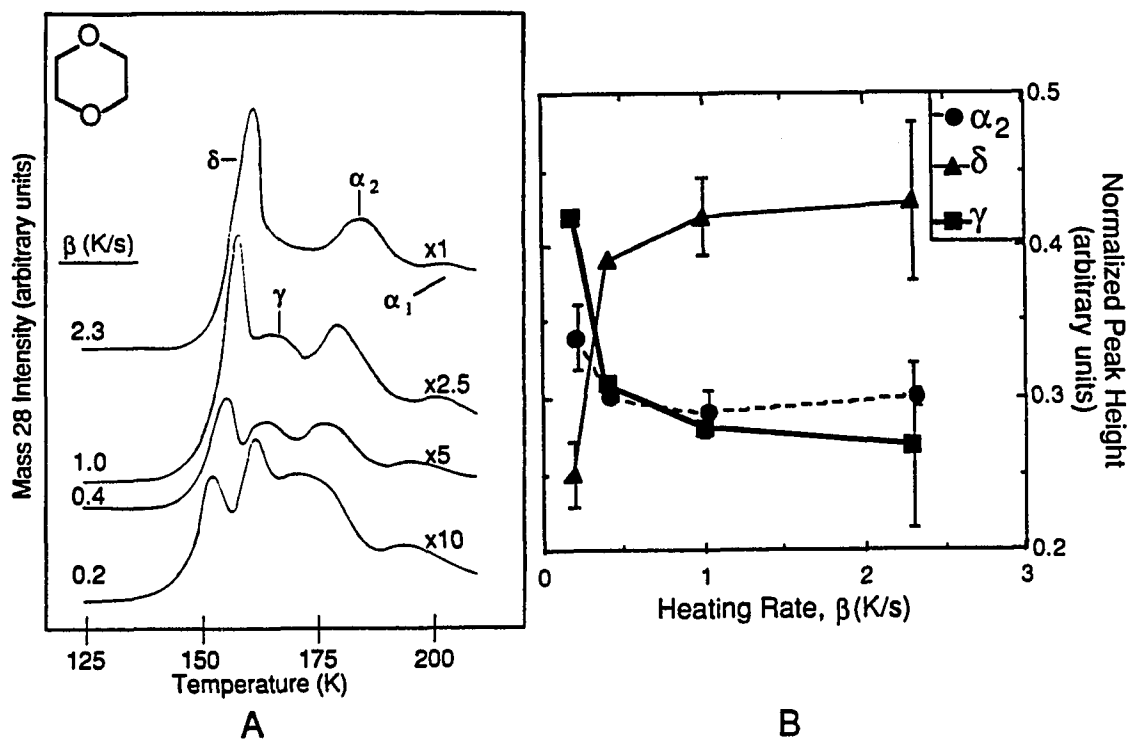 O
O
Mass 28 Intensity (arbitrary units)
β (K/s)
δ
α2
x1
α1
2.3
γ
x2.5
1.0
x5
0.4
x10
0.2
125 150 175 200
Temperature (K)
A
α2
δ
γ
0.5
0.4
0.3
0.2
Normalized Peak Height
(arbitrary units)
0 1 2 3
Heating Rate, β(K/s)
B